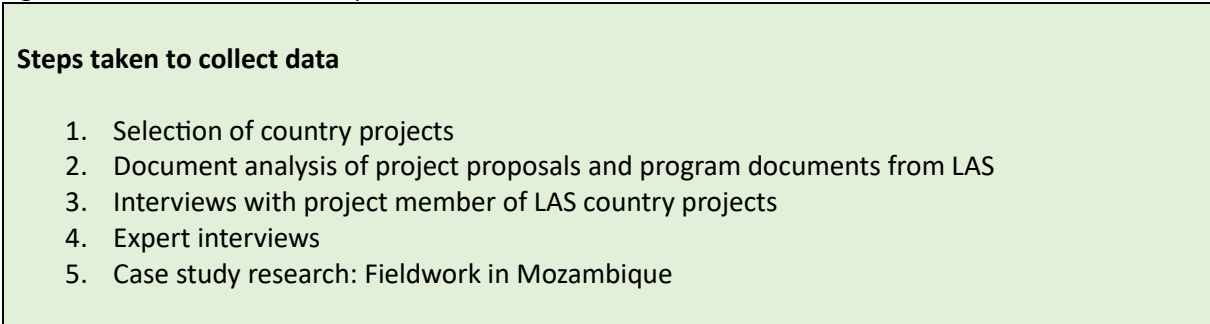 Steps taken to collect data
1. Selection of country projects
2. Document analysis of project proposals and program documents from LAS
3. Interviews with project member of LAS country projects
4. Expert interviews
5. Case study research: Fieldwork in Mozambique